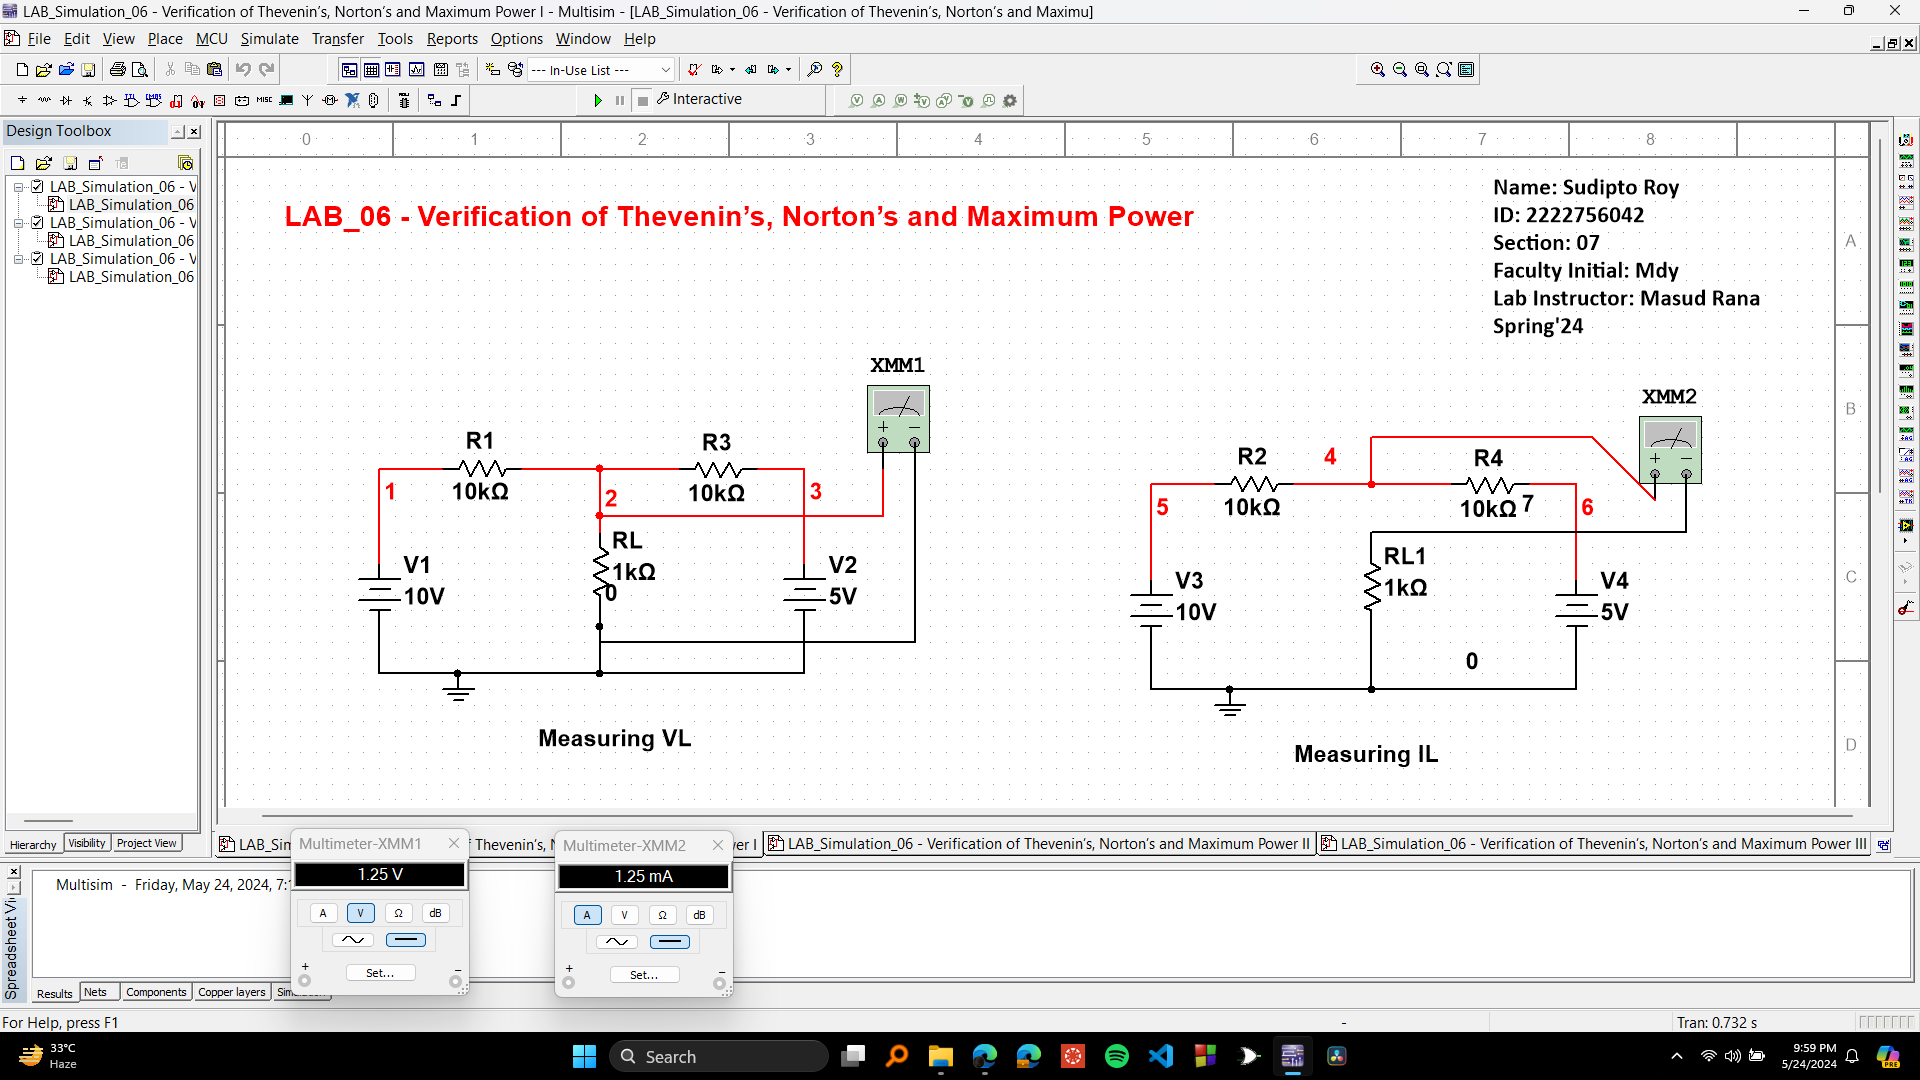 LAB_Simulation_06 - Verification of Thevenin's, Norton's and Maximum Power I - Multisim - [LAB_Simulation_06 - Verification of Thevenin's, Norton's and Maximu]
File Edit View Place MCU Simulate Transfer Tools Reports Options Window Help
--- In-Use List ---
MISC
Interactive
Design Toolbox
LAB_Simulation_06 - V
LAB_Simulation_06
LAB_Simulation_06 - V
LAB_Simulation_06
LAB_Simulation_06 - V
LAB_Simulation_06
Hierarchy Visibility Project View
0 1 2 3 4 5 6 7 8
A
B
C
D
LAB_06 - Verification of Thevenin's, Norton's and Maximum Power
Name: Sudipto Roy
ID: 2222756042
Section: 07
Faculty Initial: Mdy
Lab Instructor: Masud Rana
Spring'24
XMM1
R1
10kΩ
R3
10kΩ
1
2
3
RL
1kΩ
0
V1
10V
V2
5V
Measuring VL
XMM2
R2
10kΩ
4
R4
10kΩ
7
5
6
RL1
1kΩ
V3
10V
V4
5V
0
Measuring IL
LAB_Sin
Thevenin's, N
er I
LAB_Simulation_06 - Verification of Thevenin's, Norton's and Maximum Power II
LAB_Simulation_06 - Verification of Thevenin's, Norton's and Maximum Power III
Multimeter-XMM1
1.25 V
A V Ω dB
Set...
+ −
Multimeter-XMM2
1.25 mA
A V Ω dB
Set...
+ −
Multisim - Friday, May 24, 2024, 7:1
Spreadsheet Vi
Results Nets Components Copper layers Simul
For Help, press F1
-
Tran: 0.732 s
33°C
Haze
Search
9:59 PM
5/24/2024
PRE